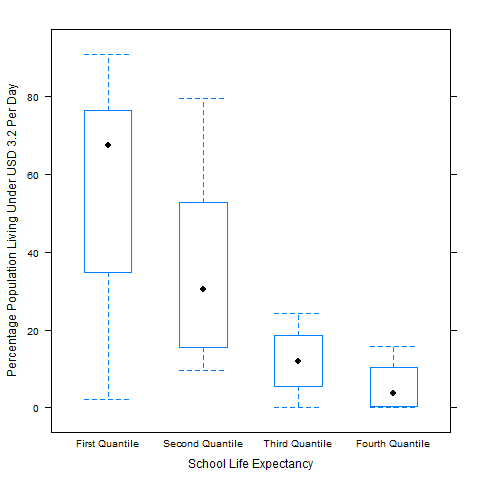 Percentage Population Living Under USD 3.2 Per Day
80
60
40
20
0
First Quantile Second Quantile Third Quantile Fourth Quantile
School Life Expectancy